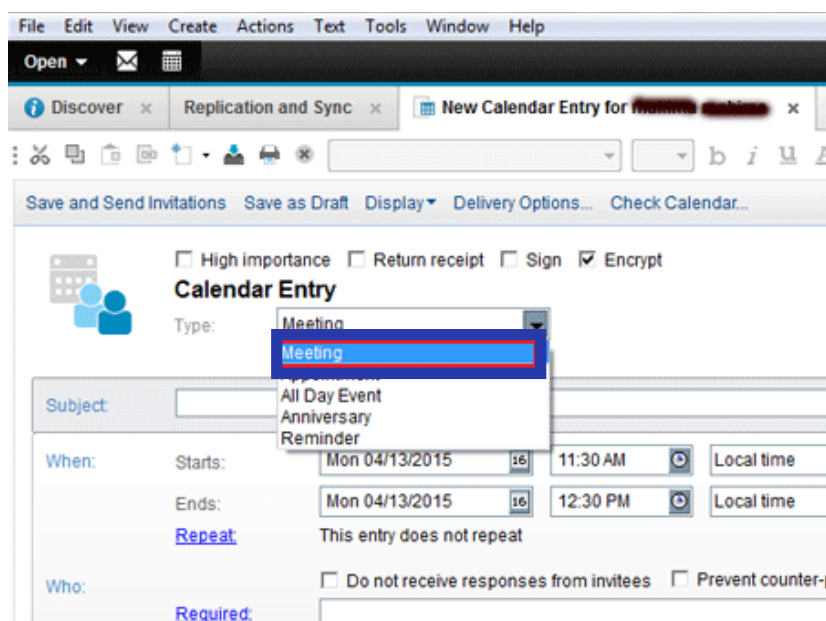 File Edit View Create Actions Text Tools Window Help
Open
Discover × Replication and Sync × New Calendar Entry for ×
b i u A
Save and Send Invitations Save as Draft Display Delivery Options... Check Calendar...
High importance Return receipt Sign Encrypt
Calendar Entry
Type: Meeting
Meeting
All Day Event
Subject:
Anniversary
Reminder
When: Starts: Mon 04/13/2015 16 11:30 AM Local time
Ends: Mon 04/13/2015 16 12:30 PM Local time
Repeat: This entry does not repeat
Who: Do not receive responses from invitees Prevent counter-
Required: